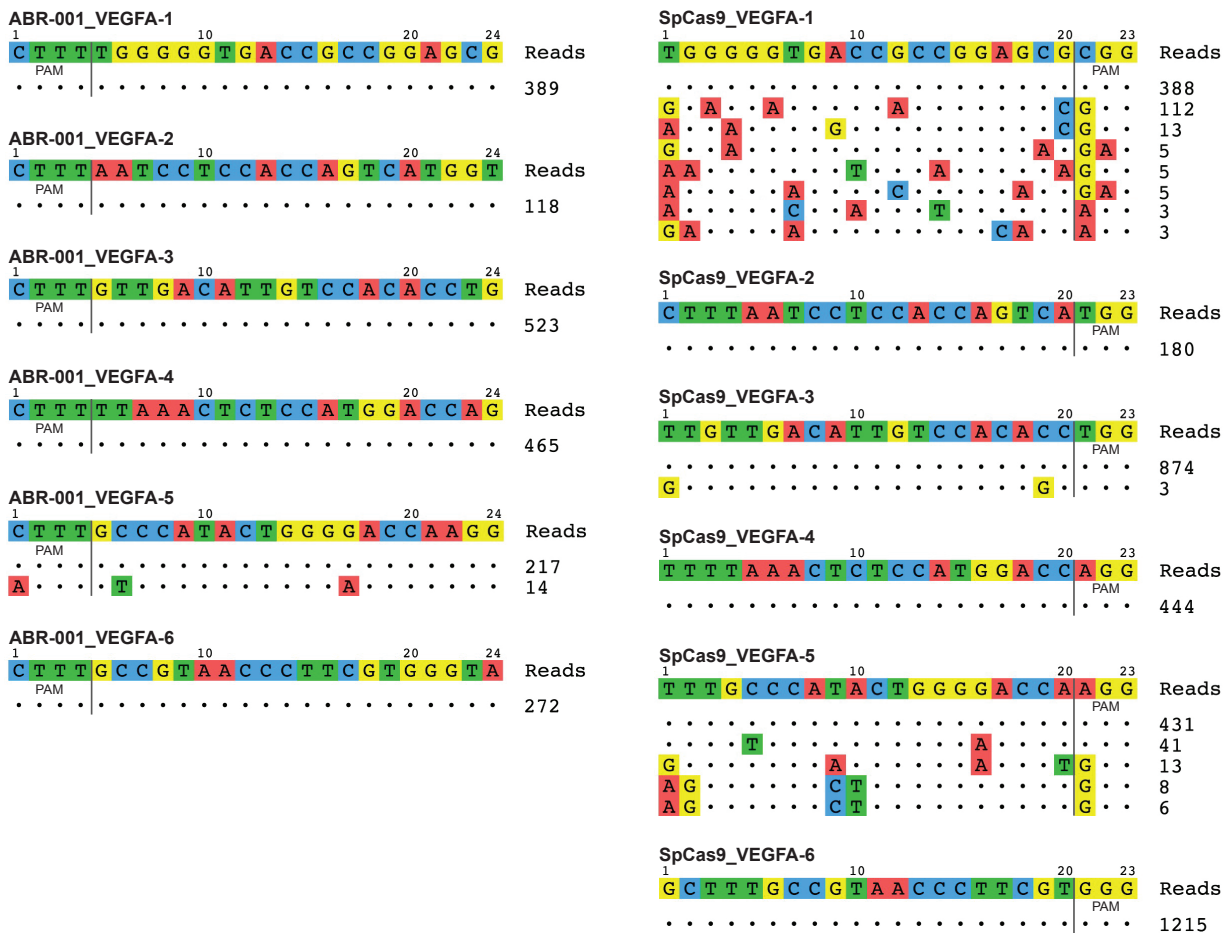 ABR-001_VEGFA-1
1 10 20 24
C T T T T G G G G G T G A C C G C C G G A G C G Reads
PAM
· · · · · · · · · · · · · · · · · · · · · · · · 389
ABR-001_VEGFA-2
1 10 20 24
C T T T A A T C C T C C A C C A G T C A T G G T Reads
PAM
· · · · · · · · · · · · · · · · · · · · · · · · 118
ABR-001_VEGFA-3
1 10 20 24
C T T T G T T G A C A T T G T C C A C A C C T G Reads
PAM
· · · · · · · · · · · · · · · · · · · · · · · · 523
ABR-001_VEGFA-4
1 10 20 24
C T T T T T A A A C T C T C C A T G G A C C A G Reads
PAM
· · · · · · · · · · · · · · · · · · · · · · · · 465
ABR-001_VEGFA-5
1 10 20 24
C T T T G C C C A T A C T G G G G A C C A A G G Reads
PAM
· · · · · · · · · · · · · · · · · · · · · · · · 217
A · · · · T · · · · · · · · · · A · · · · · · · 14
ABR-001_VEGFA-6
1 10 20 24
C T T T G C C G T A A C C C T T C G T G G G T A Reads
PAM
· · · · · · · · · · · · · · · · · · · · · · · · 272
SpCas9_VEGFA-1
1 10 20 23
T G G G G G T G A C C G C C G G A G C G C G G Reads
PAM
· · · · · · · · · · · · · · · · · · · · · · · 388
G · A · · A · · · · · A · · · · · · · C G · · 112
A · · A · · · · G · · · · · · · · · · C G · · 13
G · · A · · · · · · · · · · · · · · A · G A · 5
A A · · · · · · · T · · · A · · · · · A G · · 5
A · · · · · A · · · · C · · · · · A · · G A · 5
A · · · · · C · · A · · · T · · · · · · A · · 3
G A · · · · A · · · · · · · · · C A · · A · · 3
SpCas9_VEGFA-2
1 10 20 23
C T T T A A T C C T C C A C C A G T C A T G G Reads
PAM
· · · · · · · · · · · · · · · · · · · · · · · 180
SpCas9_VEGFA-3
1 10 20 23
T T G T T G A C A T T G T C C A C A C C T G G Reads
PAM
· · · · · · · · · · · · · · · · · · · · · · · 874
G · · · · · · · · · · · · · · · · · G · · · · 3
SpCas9_VEGFA-4
1 10 20 23
T T T T A A A C T C T C C A T G G A C C A G G Reads
PAM
· · · · · · · · · · · · · · · · · · · · · · · 444
SpCas9_VEGFA-5
1 10 20 23
T T T G C C C A T A C T G G G G A C C A A G G Reads
PAM
· · · · · · · · · · · · · · · · · · · · · · · 431
· · · · T · · · · · · · · · · A · · · · · · · 41
G · · · · · · · A · · · · · · A · · · T G · · 13
A G · · · · · · C T · · · · · · · · · · G · · 8
A G · · · · · · C T · · · · · · · · · · G · · 6
SpCas9_VEGFA-6
1 10 20 23
G C T T T G C C G T A A C C C T T C G T G G G Reads
PAM
· · · · · · · · · · · · · · · · · · · · · · · 1215